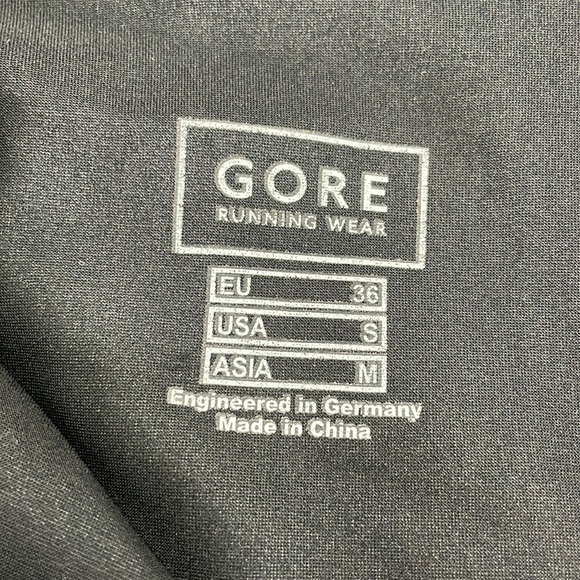 GORE
RUNNING WEAR
EU 36
USA S
ASIA M
Engineered in Germany
Made in China